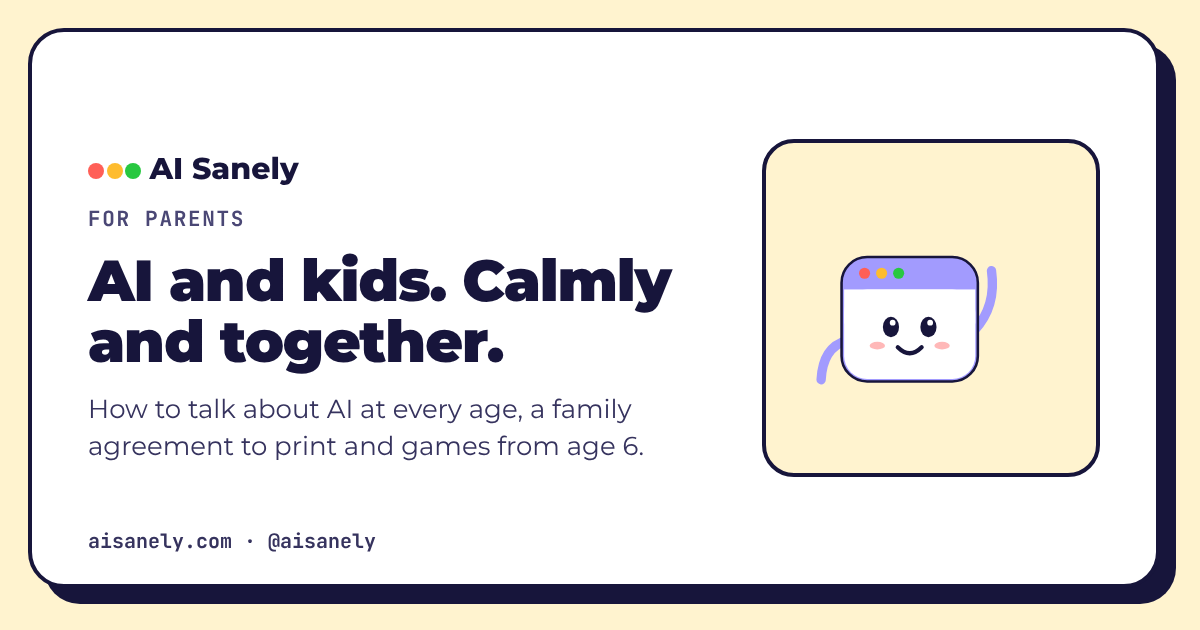 AI Sanely
FOR PARENTS
AI and kids. Calmly
and together.
How to talk about AI at every age, a family
agreement to print and games from age 6.
aisanely.com · @aisanely